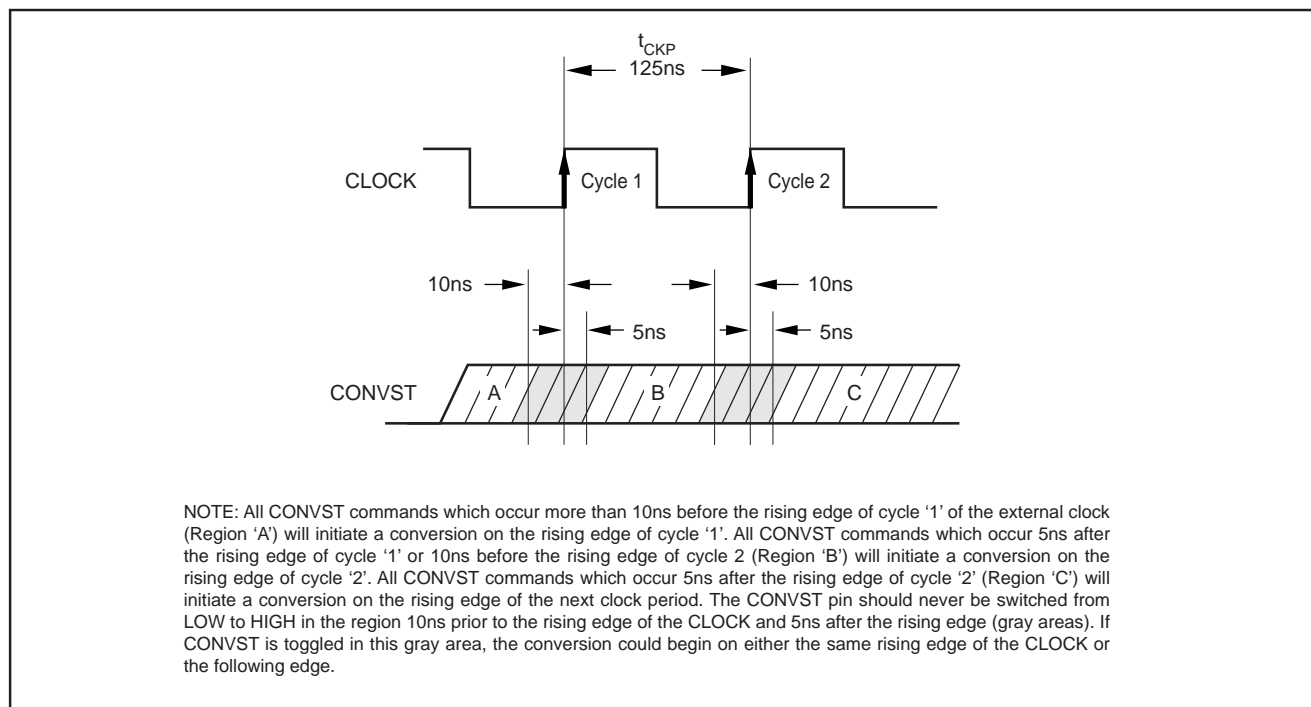 tCKP
125ns
CLOCK
Cycle 1
Cycle 2
10ns
10ns
5ns
5ns
CONVST
A
B
C
NOTE: All CONVST commands which occur more than 10ns before the rising edge of cycle ‘1’ of the external clock
(Region ‘A’) will initiate a conversion on the rising edge of cycle ‘1’. All CONVST commands which occur 5ns after
the rising edge of cycle ‘1’ or 10ns before the rising edge of cycle 2 (Region ‘B’) will initiate a conversion on the
rising edge of cycle ‘2’. All CONVST commands which occur 5ns after the rising edge of cycle ‘2’ (Region ‘C’) will
initiate a conversion on the rising edge of the next clock period. The CONVST pin should never be switched from
LOW to HIGH in the region 10ns prior to the rising edge of the CLOCK and 5ns after the rising edge (gray areas). If
CONVST is toggled in this gray area, the conversion could begin on either the same rising edge of the CLOCK or
the following edge.